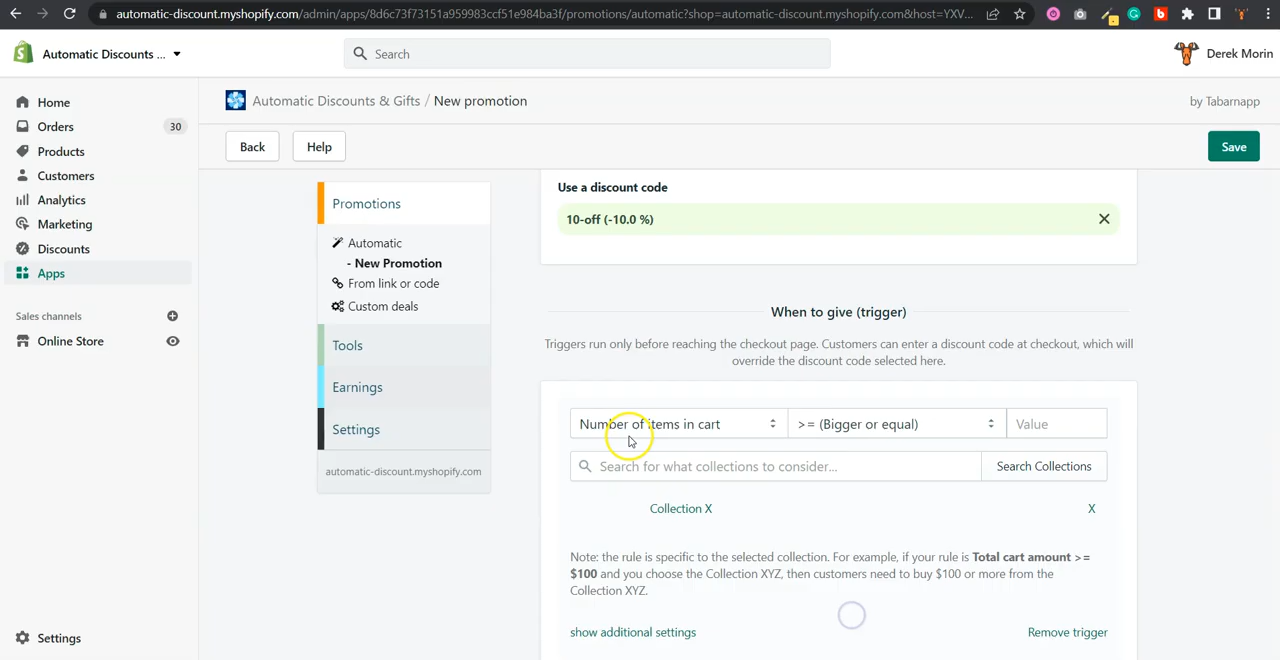 automatic-discount.myshopify.com/admin/apps/8d6c73f73151a959983ccf51e984ba3f/promotions/automatic?shop=automatic-discount.myshopify.com&host=YXV...
Automatic Discounts ...
Search
Derek Morin
Home
Orders
30
Products
Customers
Analytics
Marketing
Discounts
Apps
Sales channels
Online Store
Settings
Automatic Discounts & Gifts / New promotion
by Tabarnapp
Back
Help
Save
Promotions
Automatic
- New Promotion
From link or code
Custom deals
Tools
Earnings
Settings
automatic-discount.myshopify.com
Use a discount code
10-off (-10.0 %)
When to give (trigger)
Triggers run only before reaching the checkout page. Customers can enter a discount code at checkout, which will
override the discount code selected here.
Number of items in cart
>= (Bigger or equal)
Value
Search for what collections to consider...
Search Collections
Collection X
X
Note: the rule is specific to the selected collection. For example, if your rule is Total cart amount >=
$100 and you choose the Collection XYZ, then customers need to buy $100 or more from the
Collection XYZ.
show additional settings
Remove trigger